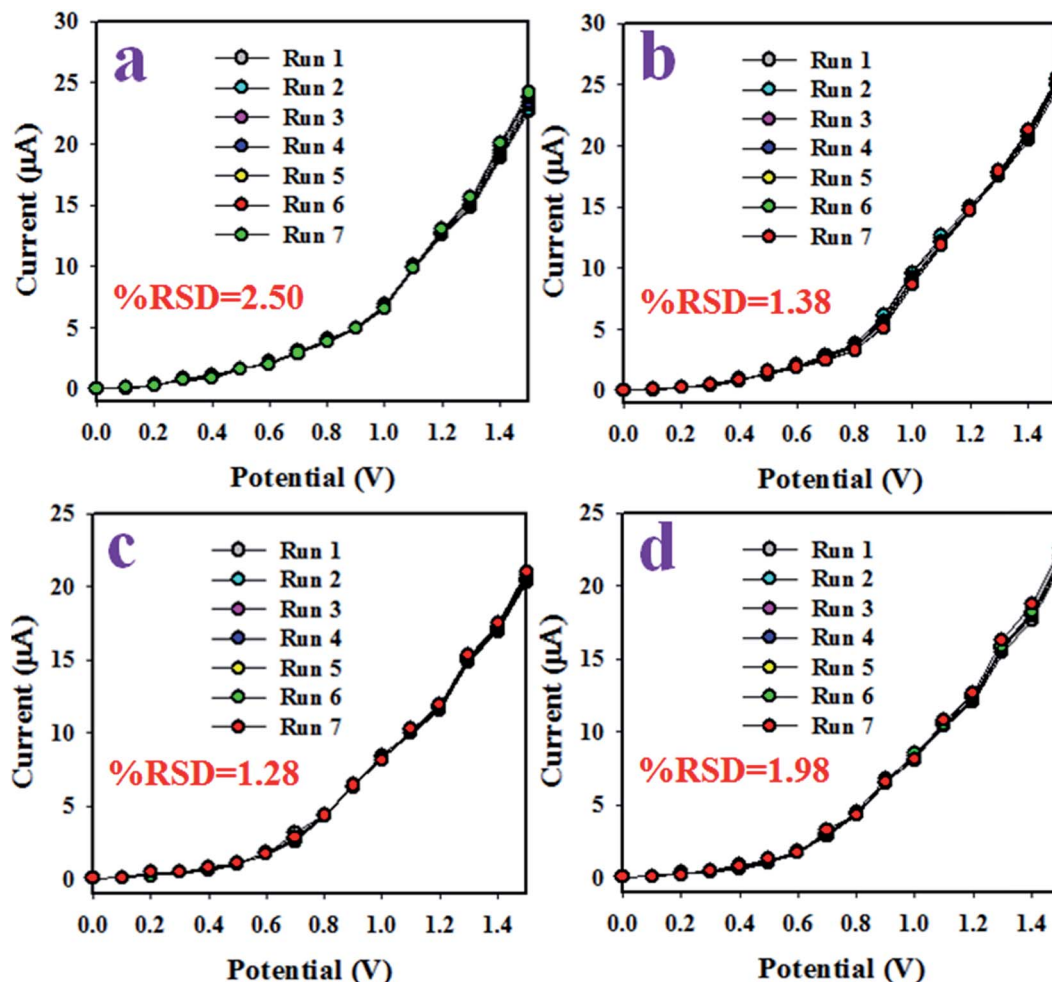 a
Run 1
Run 2
Run 3
Run 4
Run 5
Run 6
Run 7
%RSD=2.50
Current (µA)
30
25
20
15
10
5
0
0.0 0.2 0.4 0.6 0.8 1.0 1.2 1.4
Potential (V)
b
Run 1
Run 2
Run 3
Run 4
Run 5
Run 6
Run 7
%RSD=1.38
Current (µA)
30
25
20
15
10
5
0
0.0 0.2 0.4 0.6 0.8 1.0 1.2 1.4
Potential (V)
c
Run 1
Run 2
Run 3
Run 4
Run 5
Run 6
Run 7
%RSD=1.28
Current (µA)
25
20
15
10
5
0
0.0 0.2 0.4 0.6 0.8 1.0 1.2 1.4
Potential (V)
d
Run 1
Run 2
Run 3
Run 4
Run 5
Run 6
Run 7
%RSD=1.98
Current (µA)
25
20
15
10
5
0
0.0 0.2 0.4 0.6 0.8 1.0 1.2 1.4
Potential (V)